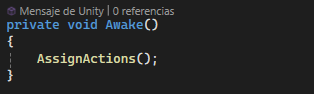 Mensaje de Unity | 0 referencias
private void Awake()
{
    AssignActions();
}